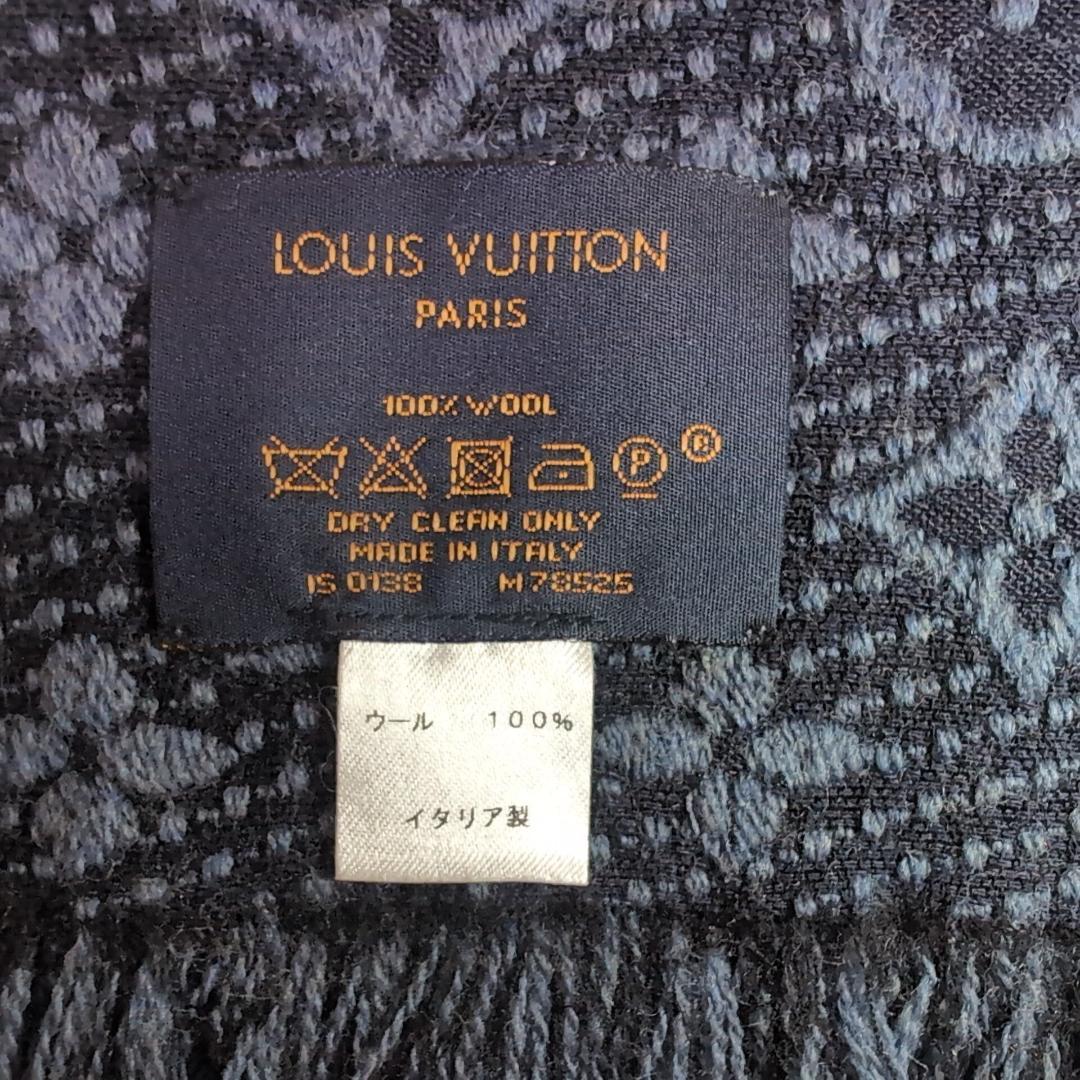 LOUIS VUITTON
PARIS
100% WOOL
P R
DRY CLEAN ONLY
MADE IN ITALY
IS 0138 M78525
ウール 100%
イタリア製